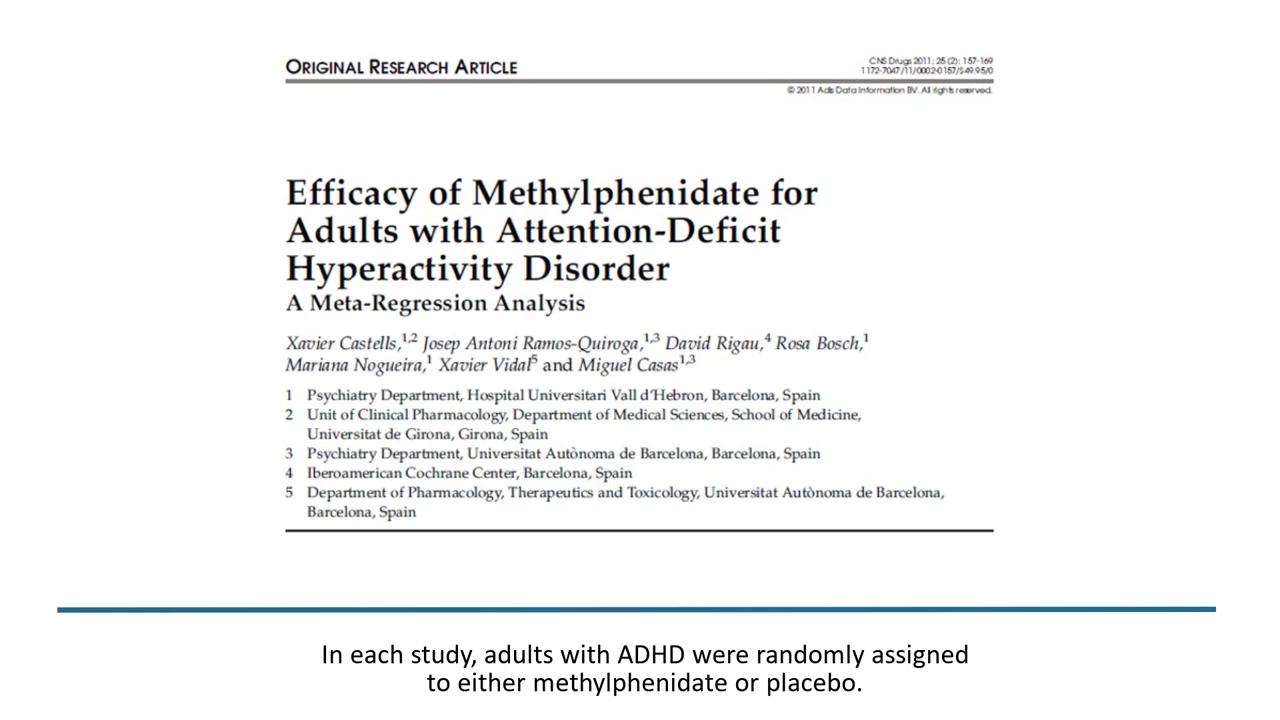 ORIGINAL RESEARCH ARTICLE
CNS Drugs 2011; 25 (2): 157-169
1172-7047/11/0002-0157/$49.95/0
© 2011 Adis Data Information BV. All rights reserved.
Efficacy of Methylphenidate for
Adults with Attention-Deficit
Hyperactivity Disorder
A Meta-Regression Analysis
Xavier Castells,1,2 Josep Antoni Ramos-Quiroga,1,3 David Rigau,4 Rosa Bosch,1
Mariana Nogueira,1 Xavier Vidal5 and Miguel Casas1,3
1 Psychiatry Department, Hospital Universitari Vall d'Hebron, Barcelona, Spain
2 Unit of Clinical Pharmacology, Department of Medical Sciences, School of Medicine,
Universitat de Girona, Girona, Spain
3 Psychiatry Department, Universitat Autònoma de Barcelona, Barcelona, Spain
4 Iberoamerican Cochrane Center, Barcelona, Spain
5 Department of Pharmacology, Therapeutics and Toxicology, Universitat Autònoma de Barcelona,
Barcelona, Spain
In each study, adults with ADHD were randomly assigned
to either methylphenidate or placebo.